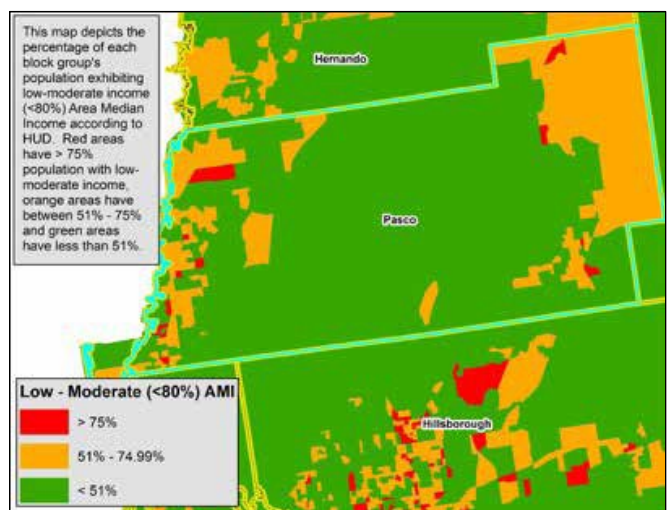 This map depicts the
percentage of each
block group's
population exhibiting
low-moderate income
(<80%) Area Median
Income according to
HUD. Red areas
have > 75%
population with low-
moderate income,
orange areas have
between 51% - 75%
and green areas
have less than 51%.
Hernando
Pasco
Hillsborough
Low - Moderate (<80%) AMI
> 75%
51% - 74.99%
< 51%